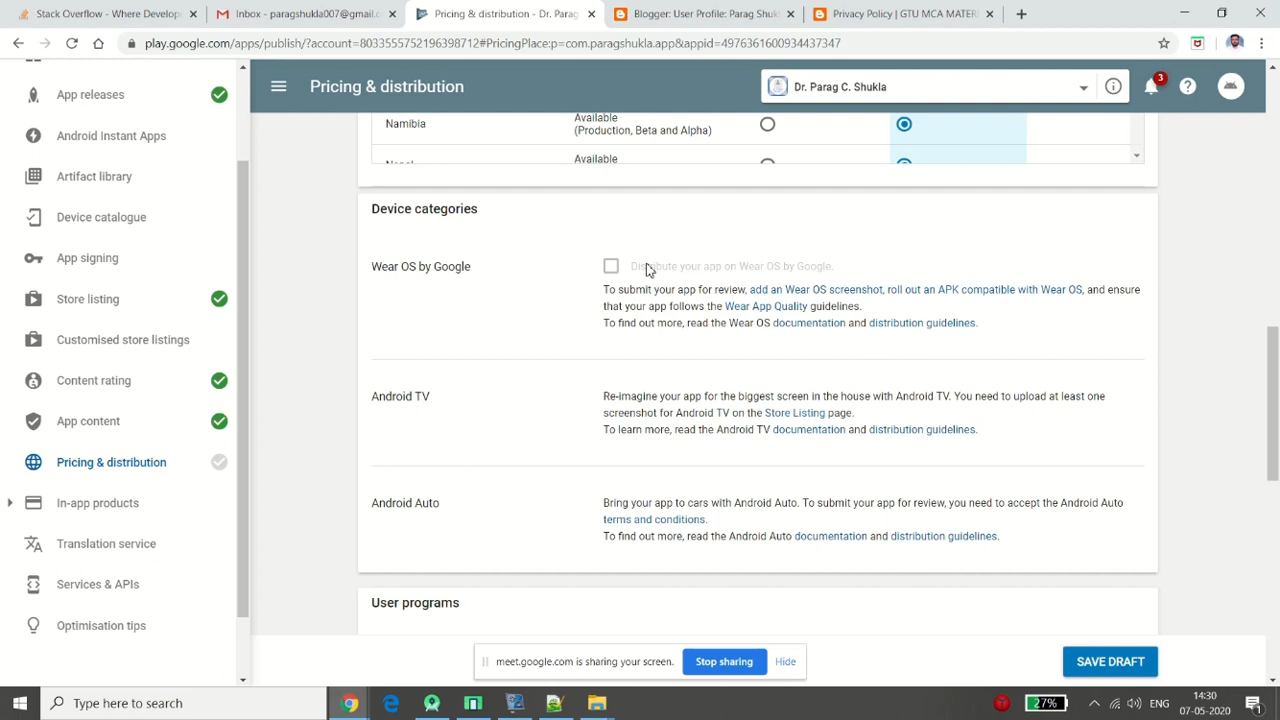 Stack Overflow - Where Develop
Inbox - paragshukla007@gmail.c
Pricing & distribution - Dr. Parag
Blogger: User Profile: Parag Shuk
Privacy Policy | GTU MCA MATER
play.google.com/apps/publish/?account=8033555752196398712#PricingPlace:p=com.paragshukla.app&appid=4976361600934437347
App releases
Android Instant Apps
Artifact library
Device catalogue
App signing
Store listing
Customised store listings
Content rating
App content
Pricing & distribution
In-app products
Translation service
Services & APIs
Optimisation tips
Pricing & distribution
Dr. Parag C. Shukla
3
Namibia
Available
(Production, Beta and Alpha)
Nepal
Available
Device categories
Wear OS by Google
Distribute your app on Wear OS by Google.
To submit your app for review, add an Wear OS screenshot, roll out an APK compatible with Wear OS, and ensure
that your app follows the Wear App Quality guidelines.
To find out more, read the Wear OS documentation and distribution guidelines.
Android TV
Re-imagine your app for the biggest screen in the house with Android TV. You need to upload at least one
screenshot for Android TV on the Store Listing page.
To learn more, read the Android TV documentation and distribution guidelines.
Android Auto
Bring your app to cars with Android Auto. To submit your app for review, you need to accept the Android Auto
terms and conditions.
To find out more, read the Android Auto documentation and distribution guidelines.
User programs
meet.google.com is sharing your screen.
Stop sharing
Hide
SAVE DRAFT
Type here to search
27%
ENG
14:30
07-05-2020
1